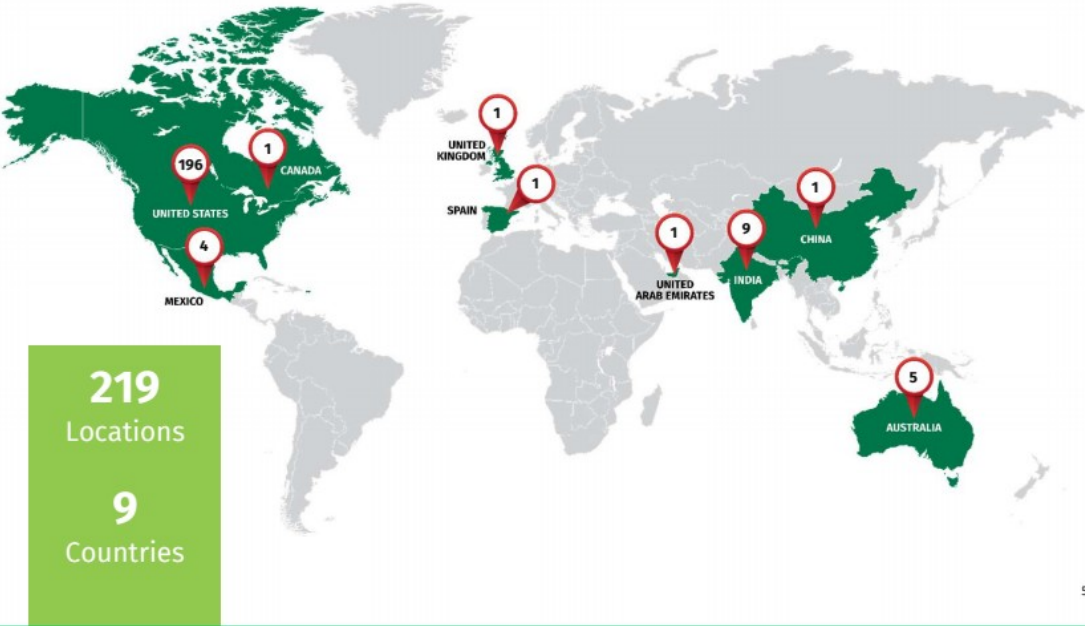 1
UNITED
KINGDOM
196
1
CANADA
1
1
UNITED STATES
SPAIN
4
1
9
CHINA
INDIA
UNITED
ARAB EMIRATES
MEXICO
219
Locations
9
Countries
5
AUSTRALIA